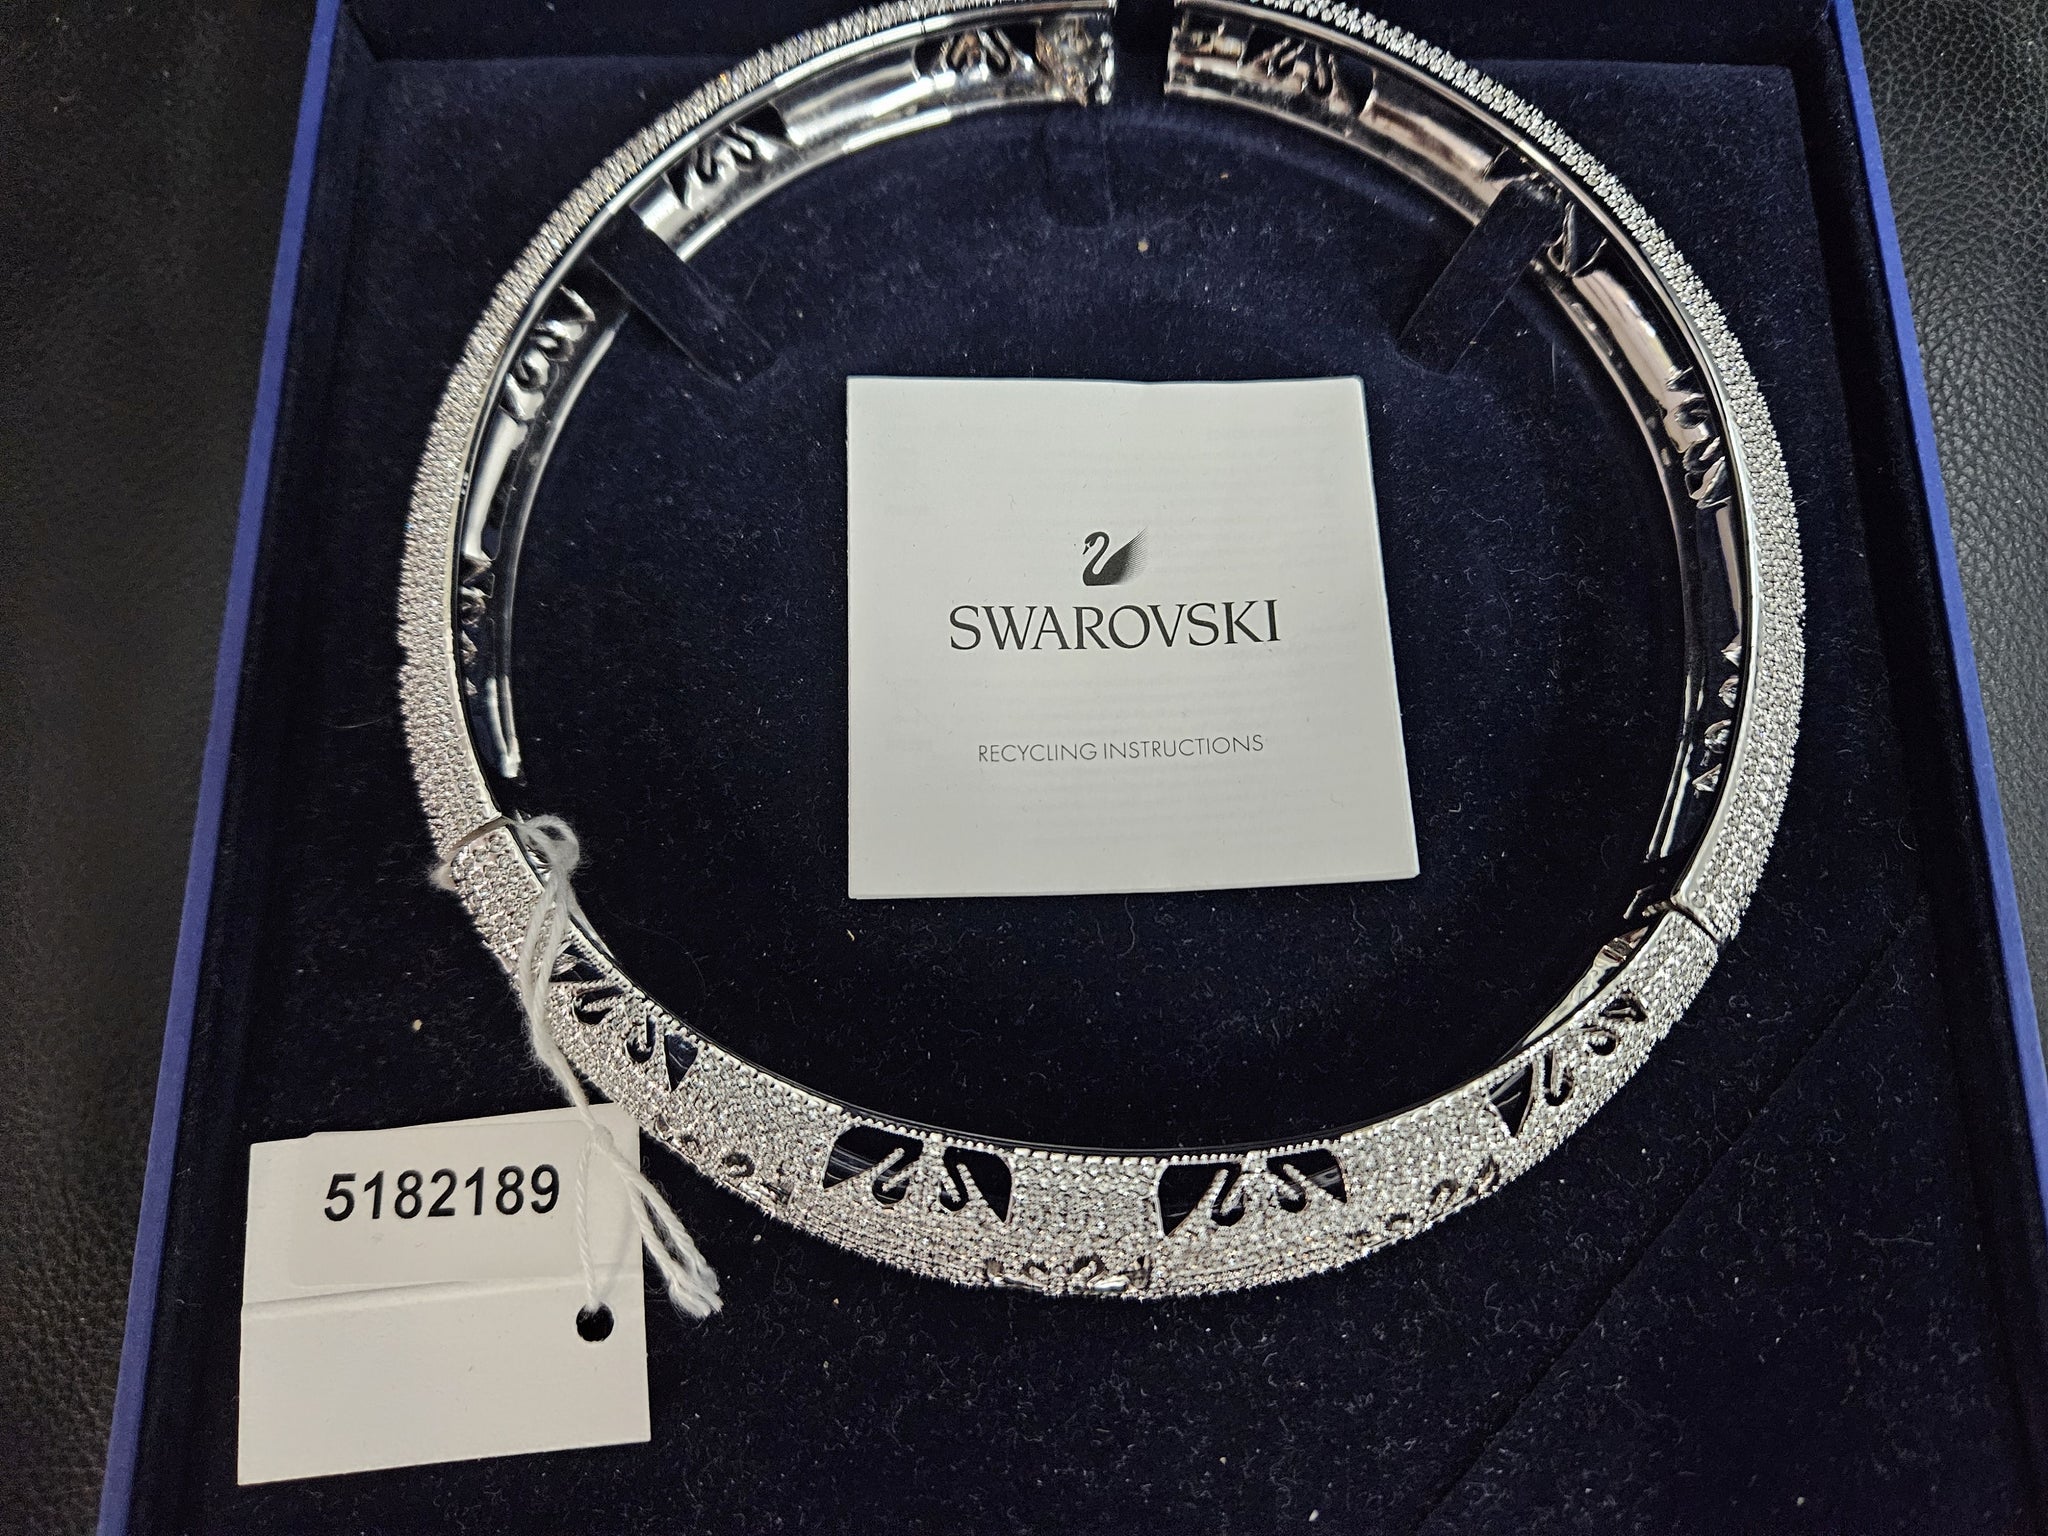 SWAROVSKI
RECYCLING INSTRUCTIONS
5182189